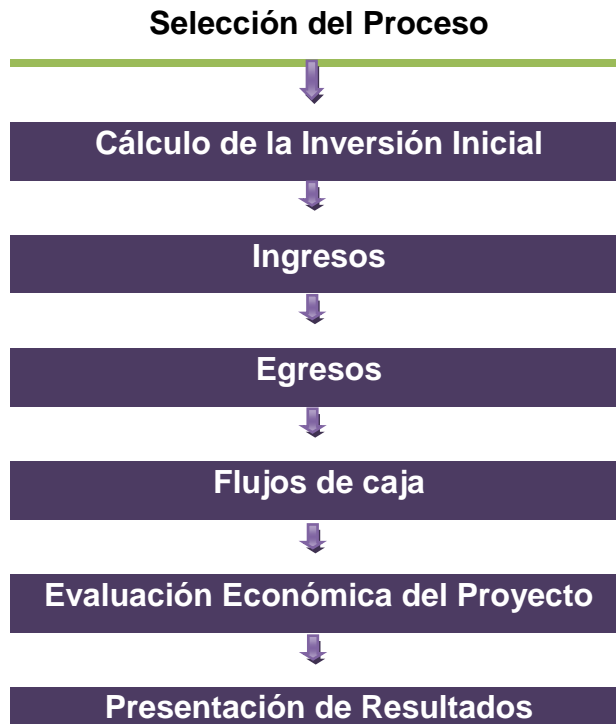 Selección del Proceso
Cálculo de la Inversión Inicial
Ingresos
Egresos
Flujos de caja
Evaluación Económica del Proyecto
Presentación de Resultados